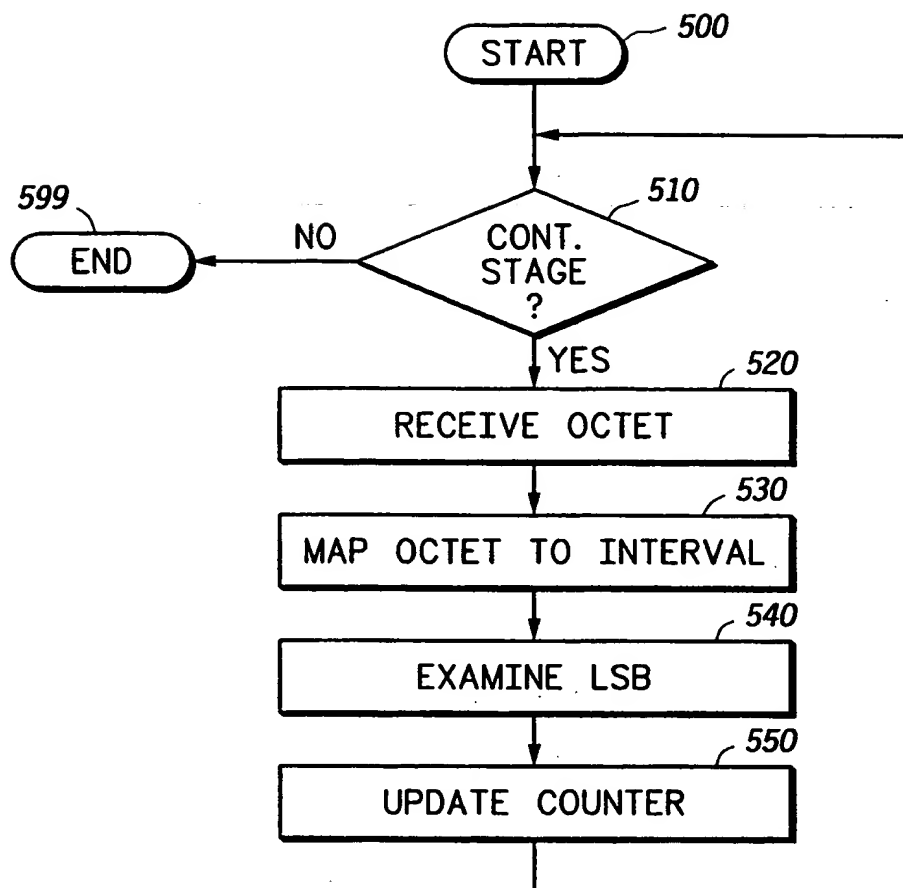 500
START
510
599
NO
CONT.
STAGE
?
END
YES
520
RECEIVE OCTET
530
MAP OCTET TO INTERVAL
540
EXAMINE LSB
550
UPDATE COUNTER